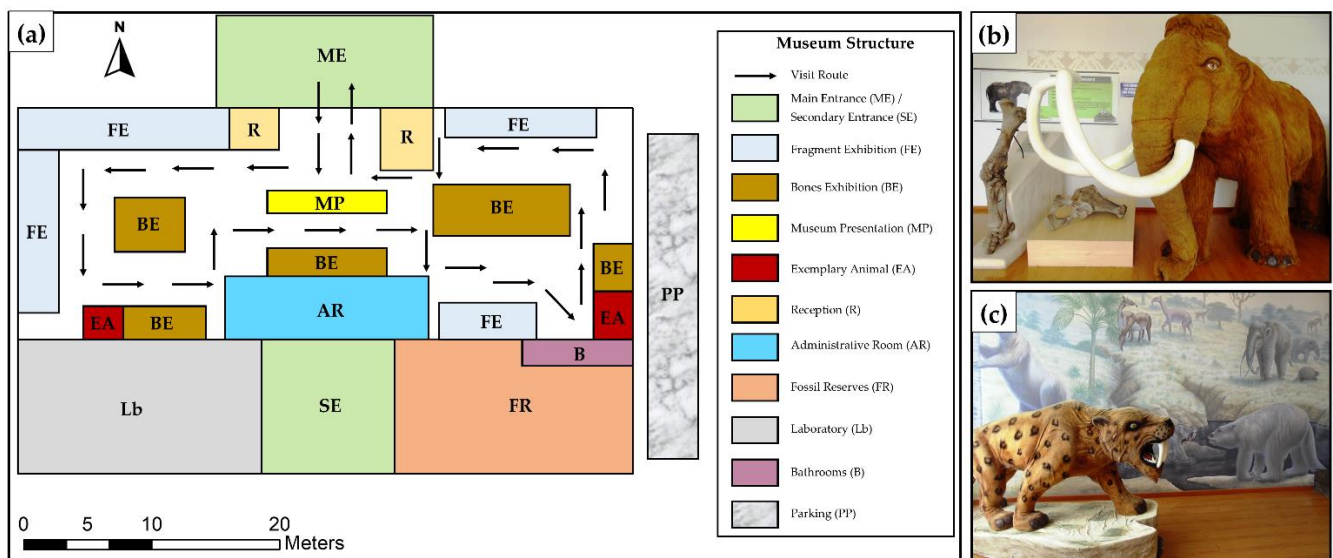 (a)
N
ME
FE
R
R
FE
MP
FE
BE
BE
BE
BE
AR
EA
BE
FE
EA
PP
B
Lb
SE
FR
0 5 10 20
Meters
Museum Structure
Visit Route
Main Entrance (ME) /
Secondary Entrance (SE)
Fragment Exhibition (FE)
Bones Exhibition (BE)
Museum Presentation (MP)
Exemplary Animal (EA)
Reception (R)
Administrative Room (AR)
Fossil Reserves (FR)
Laboratory (Lb)
Bathrooms (B)
Parking (PP)
(b)
(c)